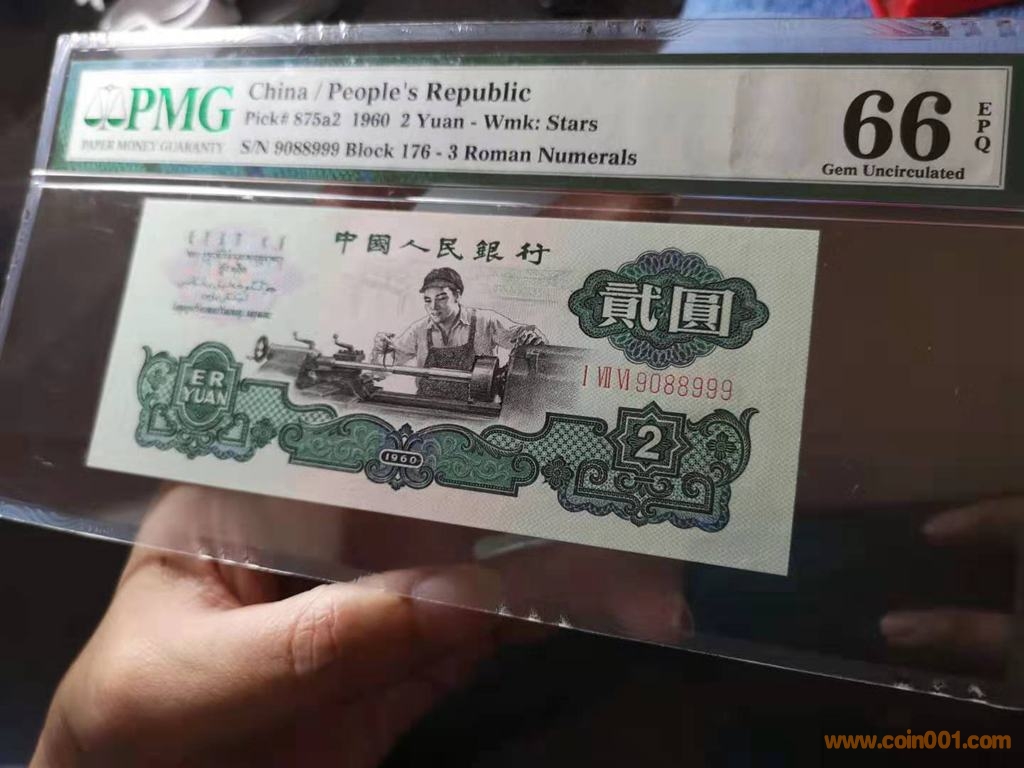 PMG
PAPER MONEY GUARANTY
China / People's Republic
Pick# 875a2 1960 2 Yuan - Wmk: Stars
S/N 9088999 Block 176 - 3 Roman Numerals
66
EPQ
Gem Uncirculated
中國人民銀行
貳圓
I VII VI 9088999
ER
YUAN
1960
2
www.coin001.com